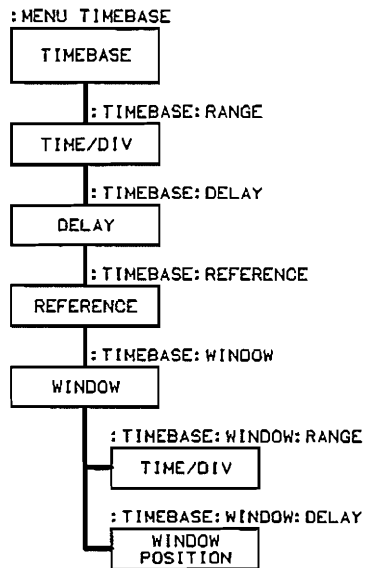 :MENU TIMEBASE
TIMEBASE
:TIMEBASE:RANGE
TIME/DIV
:TIMEBASE:DELAY
DELAY
:TIMEBASE:REFERENCE
REFERENCE
:TIMEBASE:WINDOW
WINDOW
:TIMEBASE:WINDOW:RANGE
TIME/DIV
:TIMEBASE:WINDOW:DELAY
WINDOW
POSITION